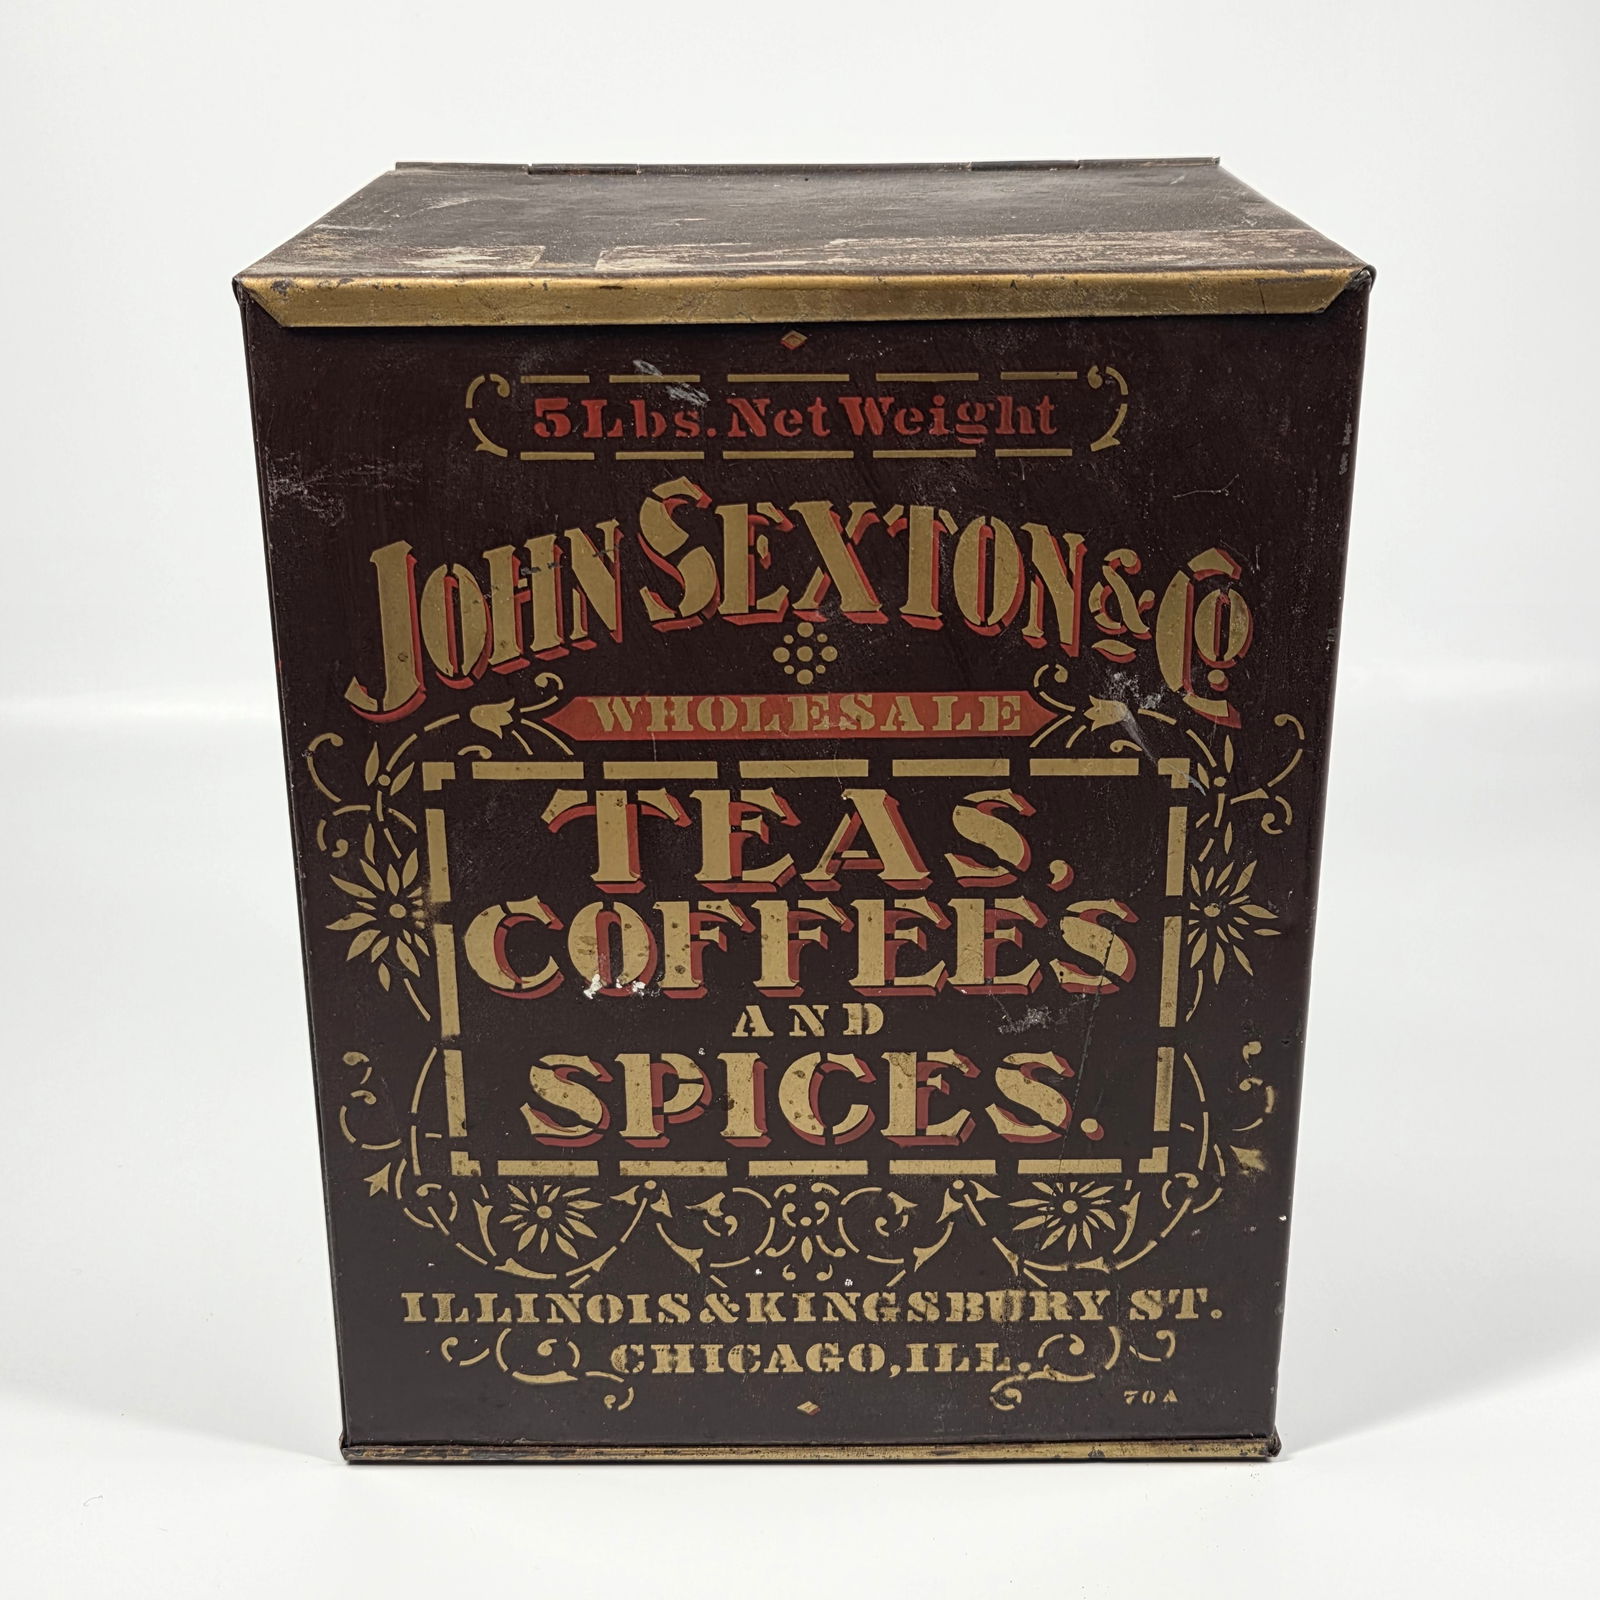 5 Lbs. Net Weight
JOHN SEXTON & Co.
WHOLESALE
TEAS,
COFFEES
AND
SPICES.
ILLINOIS & KINGSBURY ST.
CHICAGO, ILL.
70A